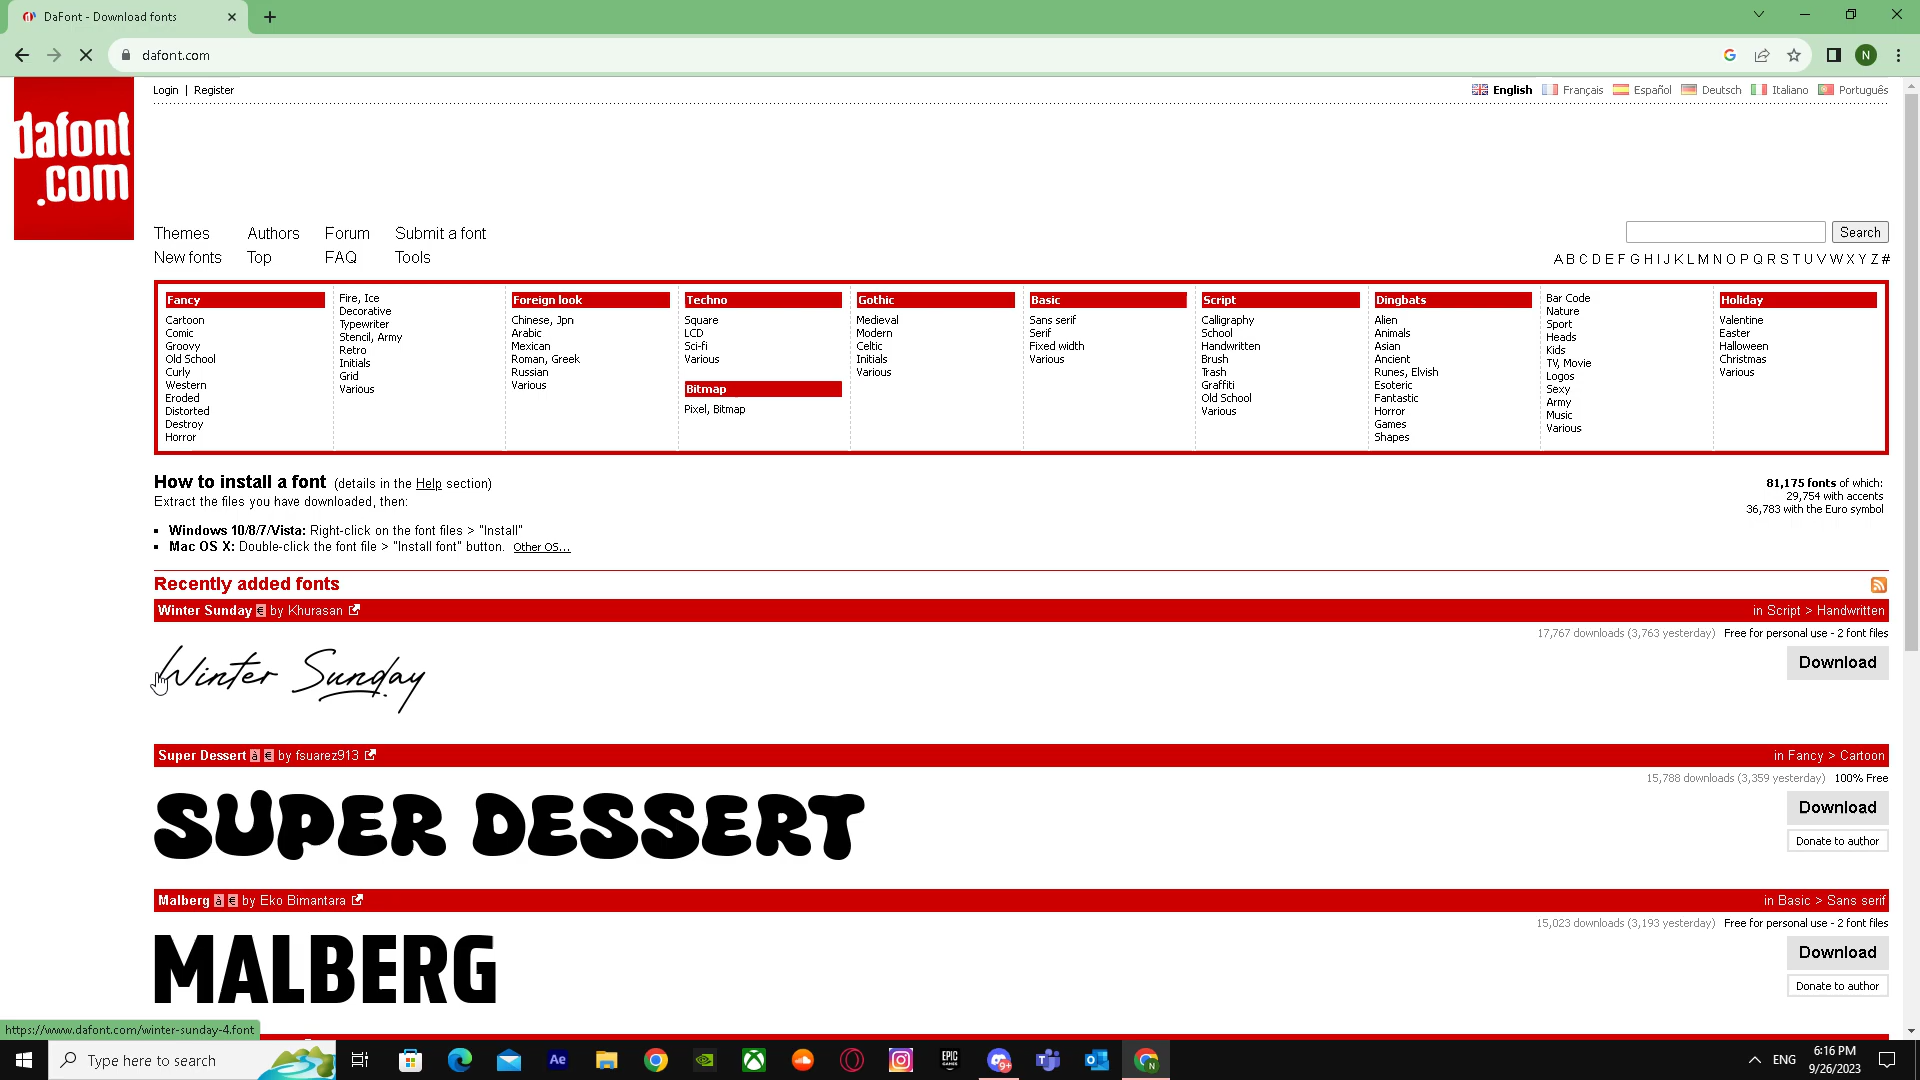 DaFont - Download fonts
dafont.com
dafont
.com
Login | Register
English Français Español Deutsch Italiano Português
Themes Authors Forum Submit a font
Search
New fonts Top FAQ Tools
A B C D E F G H I J K L M N O P Q R S T U V W X Y Z #
Fancy
Cartoon
Comic
Groovy
Old School
Curly
Western
Eroded
Distorted
Destroy
Horror
Fire, Ice
Decorative
Typewriter
Stencil, Army
Retro
Initials
Grid
Various
Foreign look
Chinese, Jpn
Arabic
Mexican
Roman, Greek
Russian
Various
Techno
Square
LCD
Sci-fi
Various
Bitmap
Pixel, Bitmap
Gothic
Medieval
Modern
Celtic
Initials
Various
Basic
Sans serif
Serif
Fixed width
Various
Script
Calligraphy
School
Handwritten
Brush
Trash
Graffiti
Old School
Various
Dingbats
Alien
Animals
Asian
Ancient
Runes, Elvish
Esoteric
Fantastic
Horror
Games
Shapes
Bar Code
Nature
Sport
Heads
Kids
TV, Movie
Logos
Sexy
Army
Music
Various
Holiday
Valentine
Easter
Halloween
Christmas
Various
How to install a font (details in the Help section)
Extract the files you have downloaded, then:
▪ Windows 10/8/7/Vista: Right-click on the font files > "Install"
▪ Mac OS X: Double-click the font file > "Install font" button. Other OS...
81,175 fonts of which:
29,754 with accents
36,783 with the Euro symbol
Recently added fonts
Winter Sunday € by Khurasan in Script > Handwritten
17,767 downloads (3,763 yesterday) Free for personal use - 2 font files
Winter Sunday
Download
Super Dessert à € by fsuarez913 in Fancy > Cartoon
15,788 downloads (3,359 yesterday) 100% Free
SUPER DESSERT
Download
Donate to author
Malberg à € by Eko Bimantara in Basic > Sans serif
15,023 downloads (3,193 yesterday) Free for personal use - 2 font files
MALBERG
Download
Donate to author
https://www.dafont.com/winter-sunday-4.font
Type here to search
Ae
EPIC
GAMES
9+
N
ENG
6:16 PM
9/26/2023